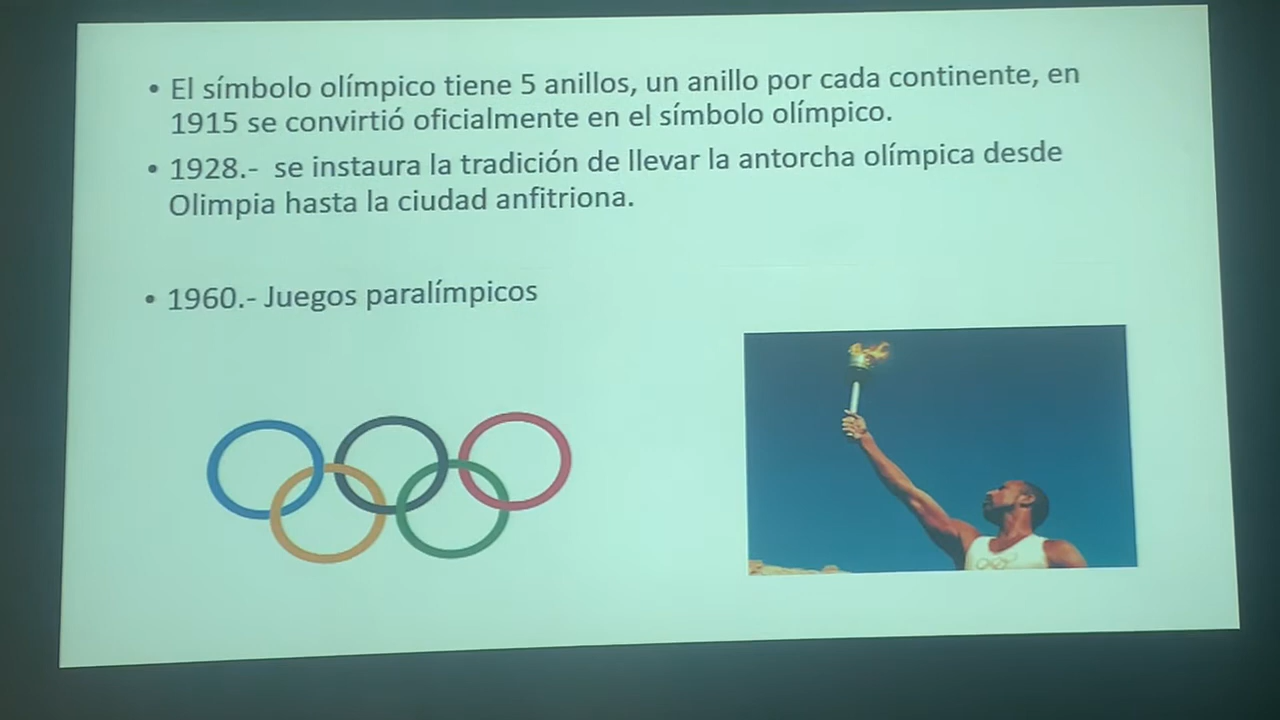 • El símbolo olímpico tiene 5 anillos, un anillo por cada continente, en
1915 se convirtió oficialmente en el símbolo olímpico.
• 1928.- se instaura la tradición de llevar la antorcha olímpica desde
Olimpia hasta la ciudad anfitriona.
• 1960.- Juegos paralímpicos